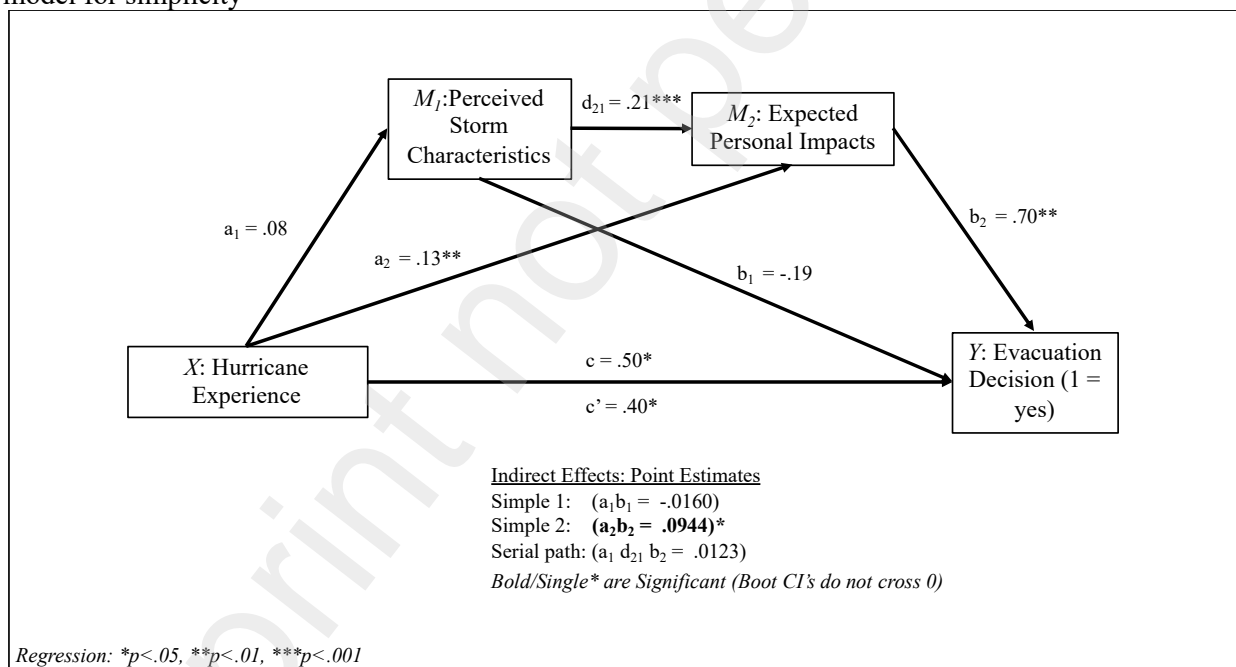 model for simplicity
M1:Perceived
Storm
Characteristics
d21 = .21***
M2: Expected
Personal Impacts
a1 = .08
a2 = .13**
b1 = -.19
b2 = .70**
X: Hurricane
Experience
c = .50*
c' = .40*
Y: Evacuation
Decision (1 =
yes)
Indirect Effects: Point Estimates
Simple 1: (a1b1 = -.0160)
Simple 2: (a2b2 = .0944)*
Serial path: (a1 d21 b2 = .0123)
Bold/Single* are Significant (Boot CI's do not cross 0)
Regression: *p<.05, **p<.01, ***p<.001
print not pe